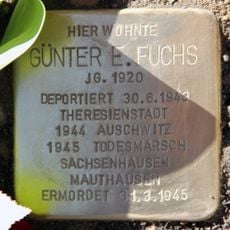 HIER WOHNTE
GÜNTER E. FUCHS
JG. 1920
DEPORTIERT 30.6.1943
THERESIENSTADT
1944 AUSCHWITZ
1945 TODESMARSCH
SACHSENHAUSEN
MAUTHAUSEN
ERMORDET 31.3.1945